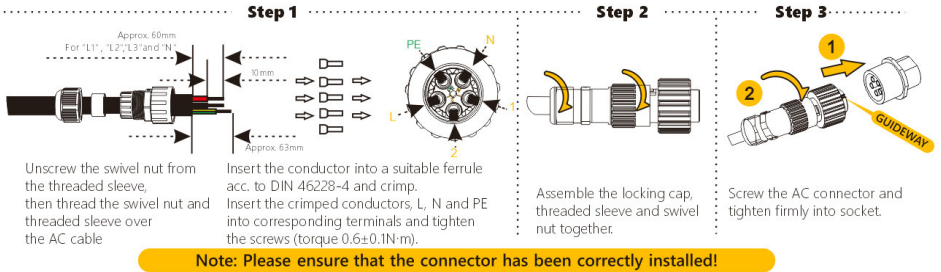 Step 1
Step 2
Step 3
Approx. 60mm
For "L1" , "L2","L3"and "N"
10mm
Approx. 63mm
PE
N
L
1
2
1
2
GUIDEWAY
Unscrew the swivel nut from
the threaded sleeve,
then thread the swivel nut and
threaded sleeve over
the AC cable
Insert the conductor into a suitable ferrule
acc. to DIN 46228-4 and crimp.
Insert the crimped conductors, L, N and PE
into corresponding terminals and tighten
the screws (torque 0.6±0.1N·m).
Assemble the locking cap,
threaded sleeve and swivel
nut together.
Screw the AC connector and
tighten firmly into socket.
Note: Please ensure that the connector has been correctly installed!